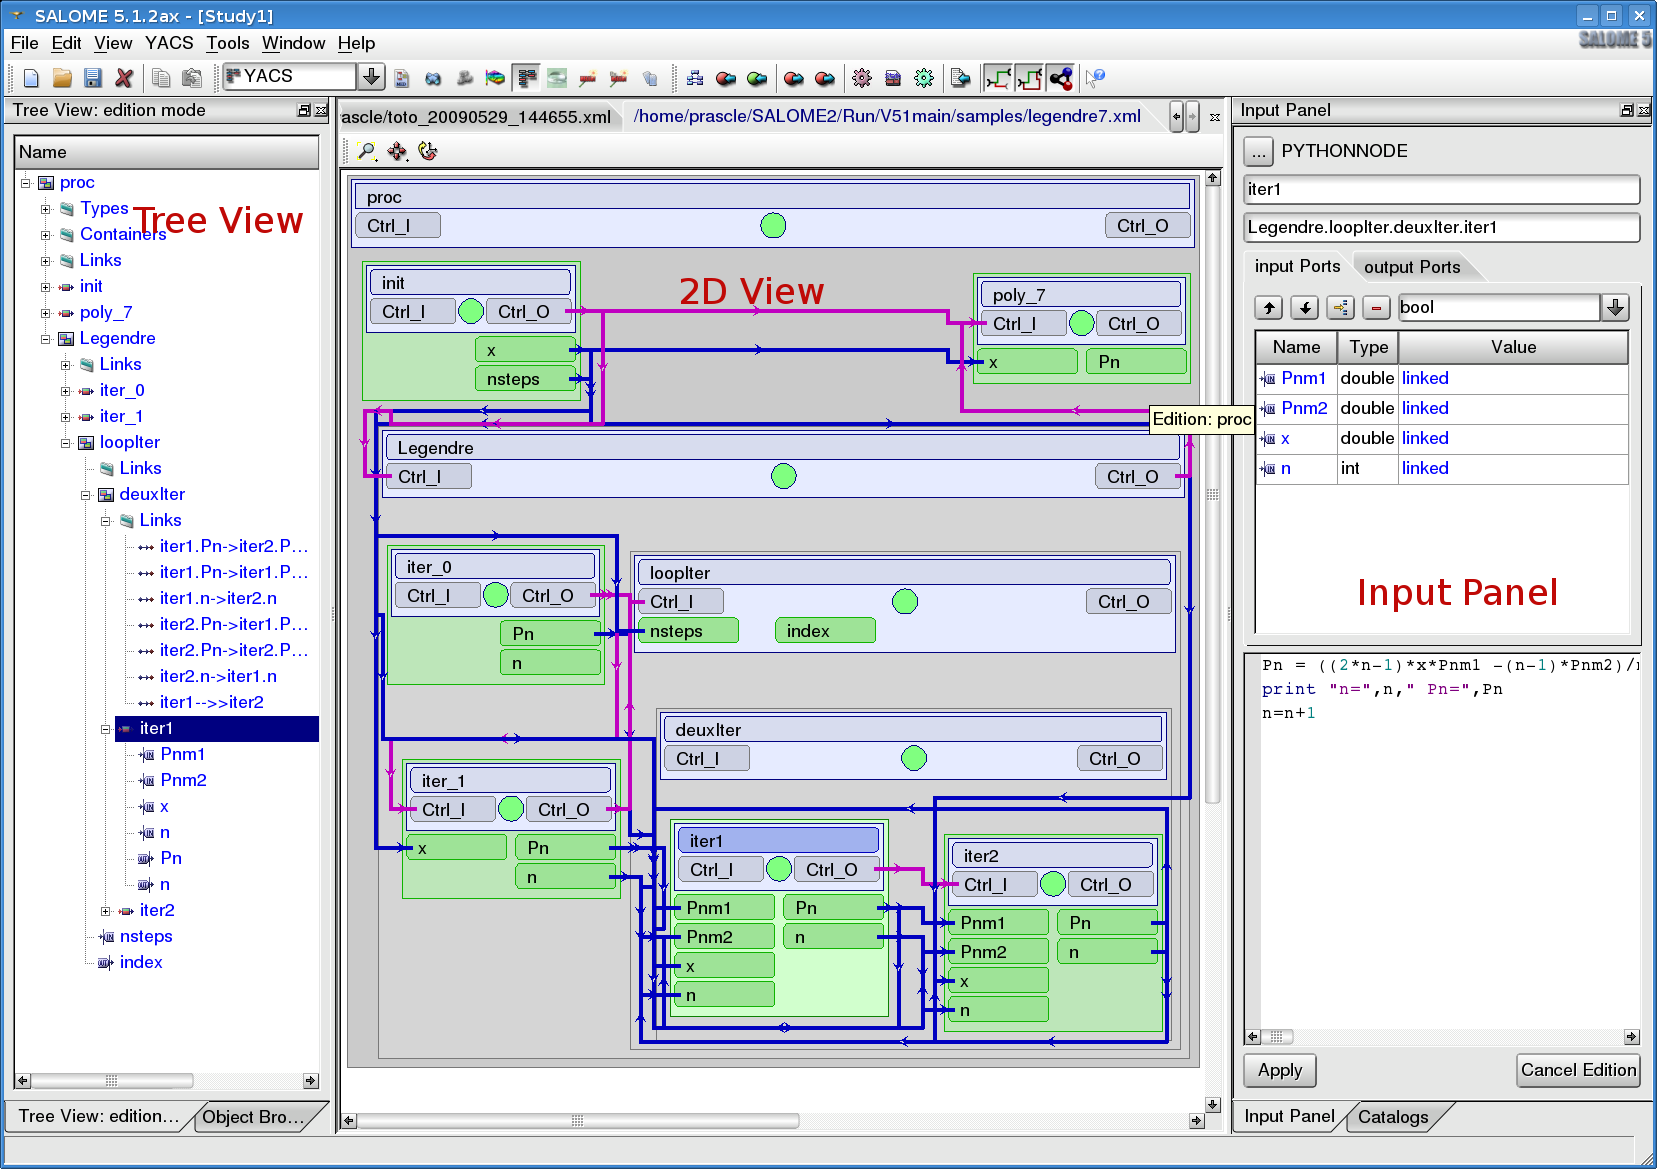 SALOME 5.1.2ax - [Study1]
File Edit View YACS Tools Window Help
SALOME 5
YACS
Tree View: edition mode
Name
proc
Types
Containers
Links
init
poly_7
Legendre
Links
iter_0
iter_1
loopIter
Links
deuxIter
Links
iter1.Pn->iter2.P...
iter1.Pn->iter1.P...
iter1.n->iter2.n
iter2.Pn->iter1.P...
iter2.Pn->iter2.P...
iter2.n->iter1.n
iter1-->>iter2
iter1
Pnm1
Pnm2
x
n
Pn
n
iter2
nsteps
index
Tree View
Tree View: edition...
Object Bro...
ascle/toto_20090529_144655.xml
/home/prascle/SALOME2/Run/V51main/samples/legendre7.xml
proc
Ctrl_I
Ctrl_O
2D View
init
Ctrl_I
Ctrl_O
x
nsteps
poly_7
Ctrl_I
Ctrl_O
x
Pn
Edition: proc
Legendre
Ctrl_I
Ctrl_O
iter_0
Ctrl_I
Ctrl_O
Pn
n
loopIter
Ctrl_I
Ctrl_O
nsteps
index
deuxIter
Ctrl_I
Ctrl_O
iter_1
Ctrl_I
Ctrl_O
x
Pn
n
iter1
Ctrl_I
Ctrl_O
Pnm1
Pn
Pnm2
n
x
n
iter2
Ctrl_I
Ctrl_O
Pnm1
Pn
Pnm2
n
x
n
Input Panel
... PYTHONNODE
iter1
Legendre.loopIter.deuxIter.iter1
input Ports
output Ports
bool
Name Type Value
Pnm1 double linked
Pnm2 double linked
x double linked
n int linked
Input Panel
Pn = ((2*n-1)*x*Pnm1 -(n-1)*Pnm2)/
print "n=",n," Pn=",Pn
n=n+1
Apply
Cancel Edition
Input Panel
Catalogs